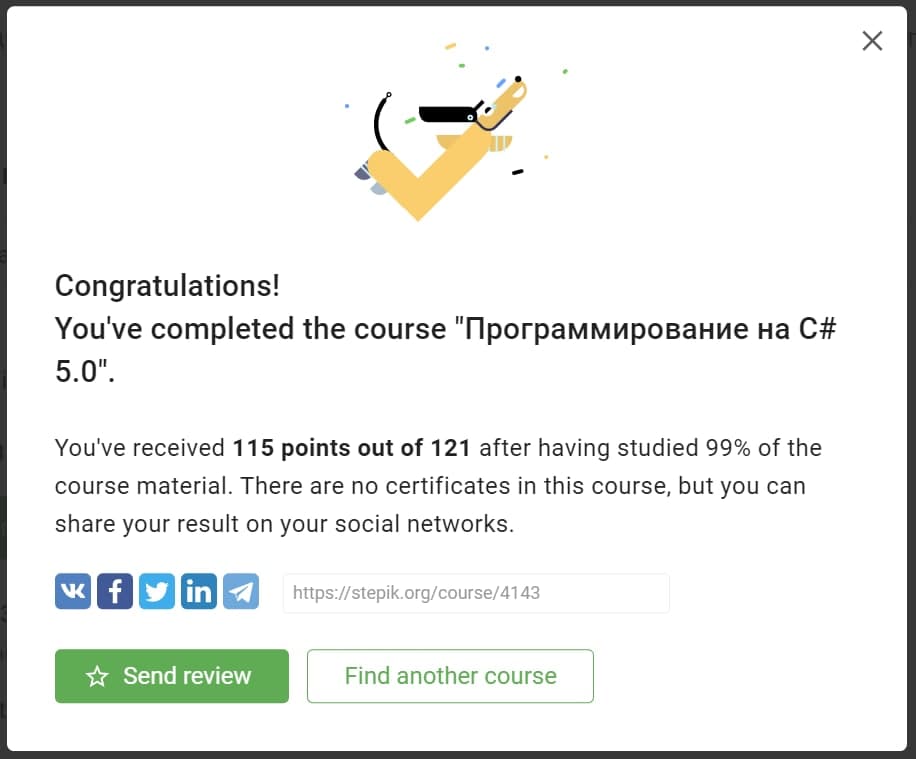 Congratulations!
You've completed the course "Программирование на C#
5.0".
You've received 115 points out of 121 after having studied 99% of the
course material. There are no certificates in this course, but you can
share your result on your social networks.
https://stepik.org/course/4143
Send review
Find another course